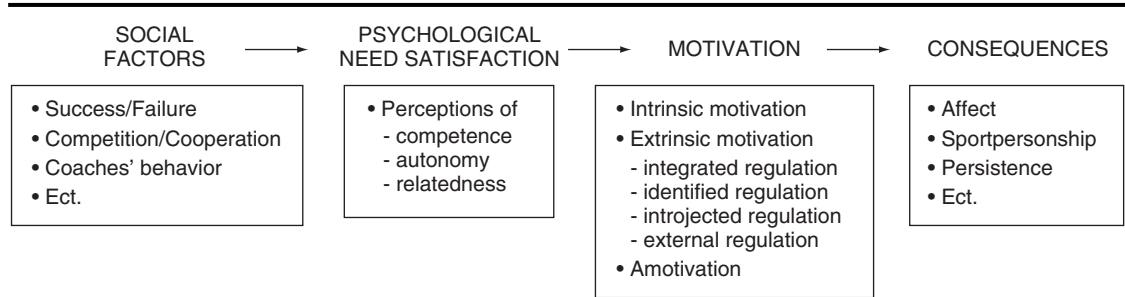 SOCIAL
FACTORS
PSYCHOLOGICAL
NEED SATISFACTION
MOTIVATION
CONSEQUENCES
• Success/Failure
• Competition/Cooperation
• Coaches' behavior
• Ect.
• Perceptions of
- competence
- autonomy
- relatedness
• Intrinsic motivation
• Extrinsic motivation
- integrated regulation
- identified regulation
- introjected regulation
- external regulation
• Amotivation
• Affect
• Sportpersonship
• Persistence
• Ect.